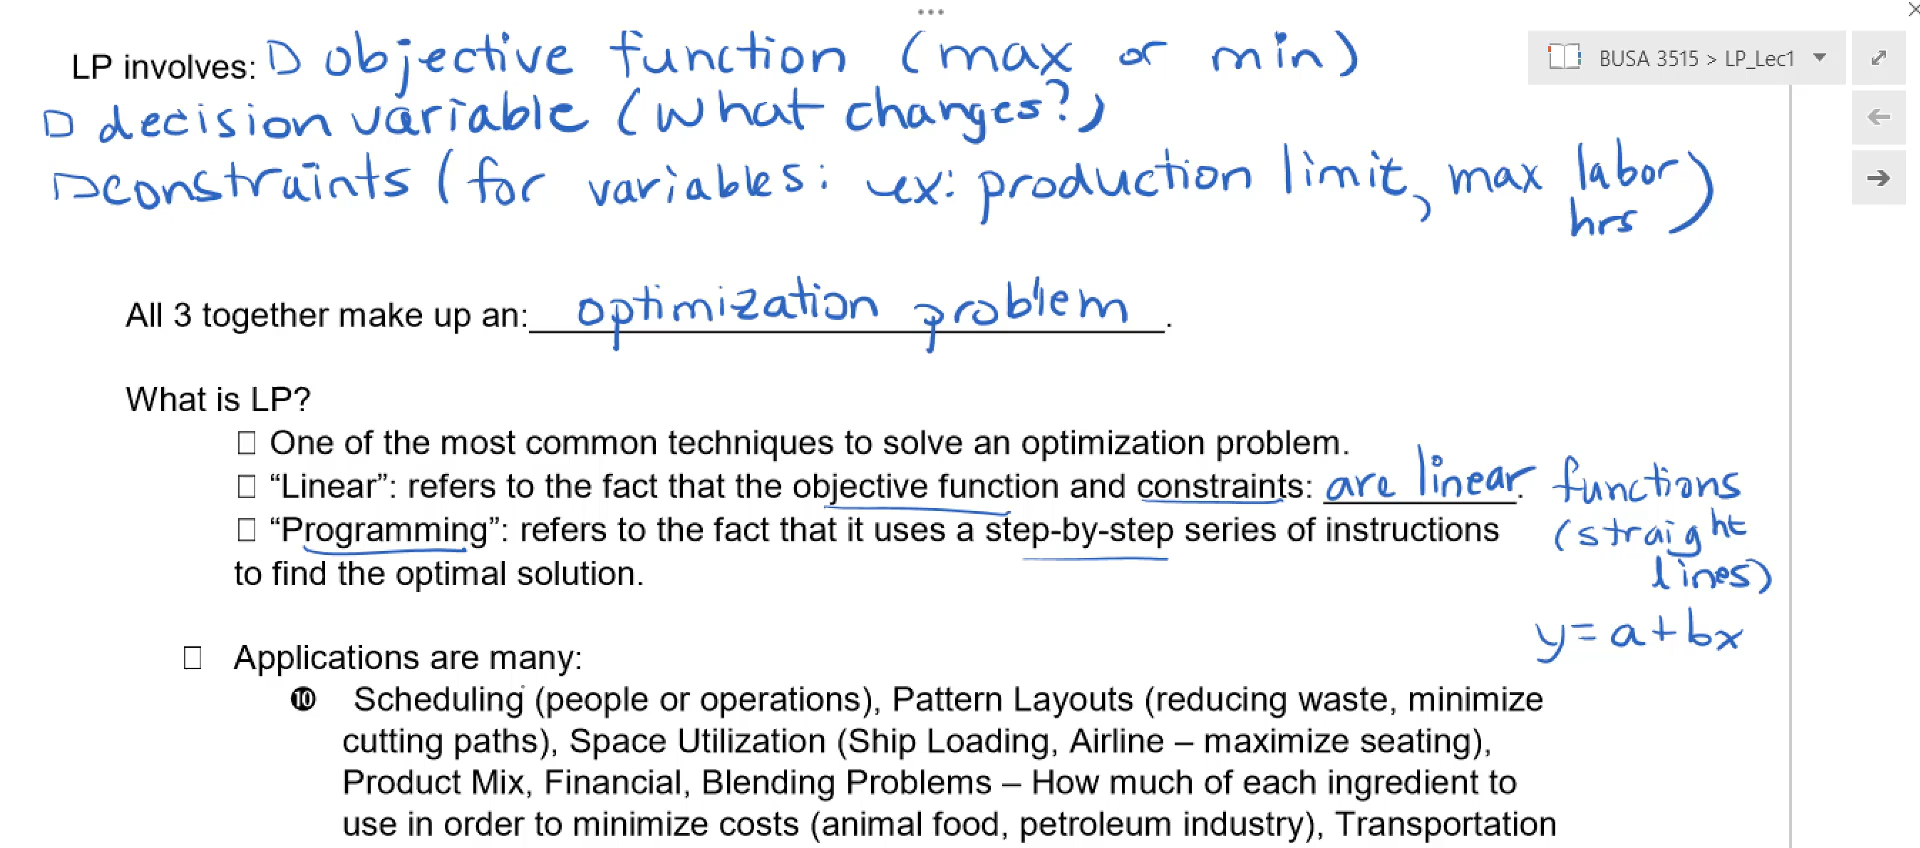 LP involves: objective function (max or min)
BUSA 3515 > LP_Lec1
decision variable (What changes?)
constraints (for variables: ex: production limit, max labor
hrs)
All 3 together make up an: optimization problem.
What is LP?
One of the most common techniques to solve an optimization problem.
“Linear”: refers to the fact that the objective function and constraints: are linear. functions
(straight
lines)
“Programming”: refers to the fact that it uses a step-by-step series of instructions
to find the optimal solution.
y=a+bx
Applications are many:
❿ Scheduling (people or operations), Pattern Layouts (reducing waste, minimize
cutting paths), Space Utilization (Ship Loading, Airline – maximize seating),
Product Mix, Financial, Blending Problems – How much of each ingredient to
use in order to minimize costs (animal food, petroleum industry), Transportation